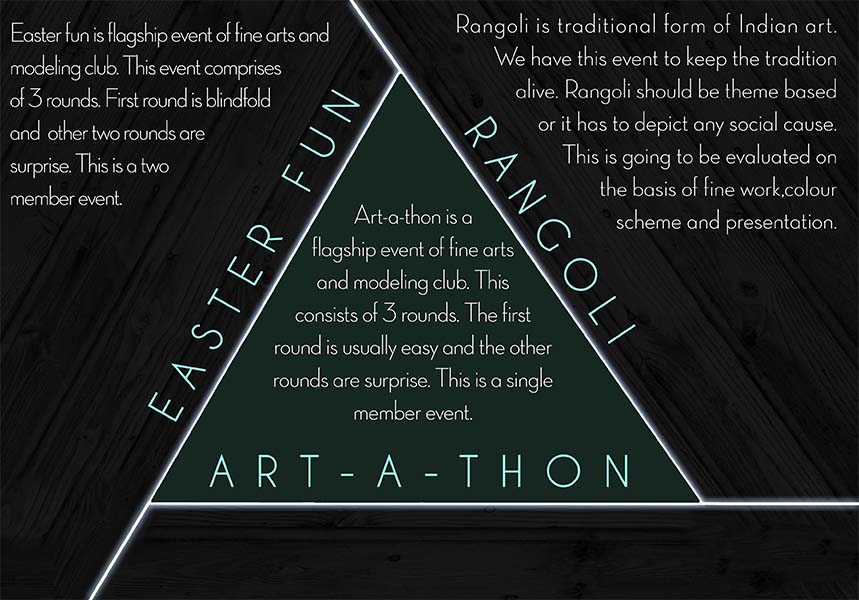 Easter fun is flagship event of fine arts and
modeling club. This event comprises
of 3 rounds. First round is blindfold
and other two rounds are
surprise. This is a two
member event.
EASTER FUN
Rangoli is traditional form of Indian art.
We have this event to keep the tradition
alive. Rangoli should be theme based
or it has to depict any social cause.
This is going to be evaluated on
the basis of fine work,colour
scheme and presentation.
RANGOLI
Art-a-thon is a
flagship event of fine arts
and modeling club. This
consists of 3 rounds. The first
round is usually easy and the other
rounds are surprise. This is a single
member event.
ART-A-THON